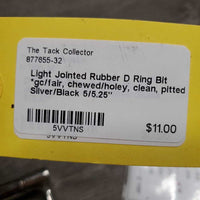 The Tack Collector
877655-32
Light Jointed Rubber D Ring Bit
*gc/fair, chewed/holey, clean, pitted
Silver/Black 5/5.25"
5VVTNS
$11.00